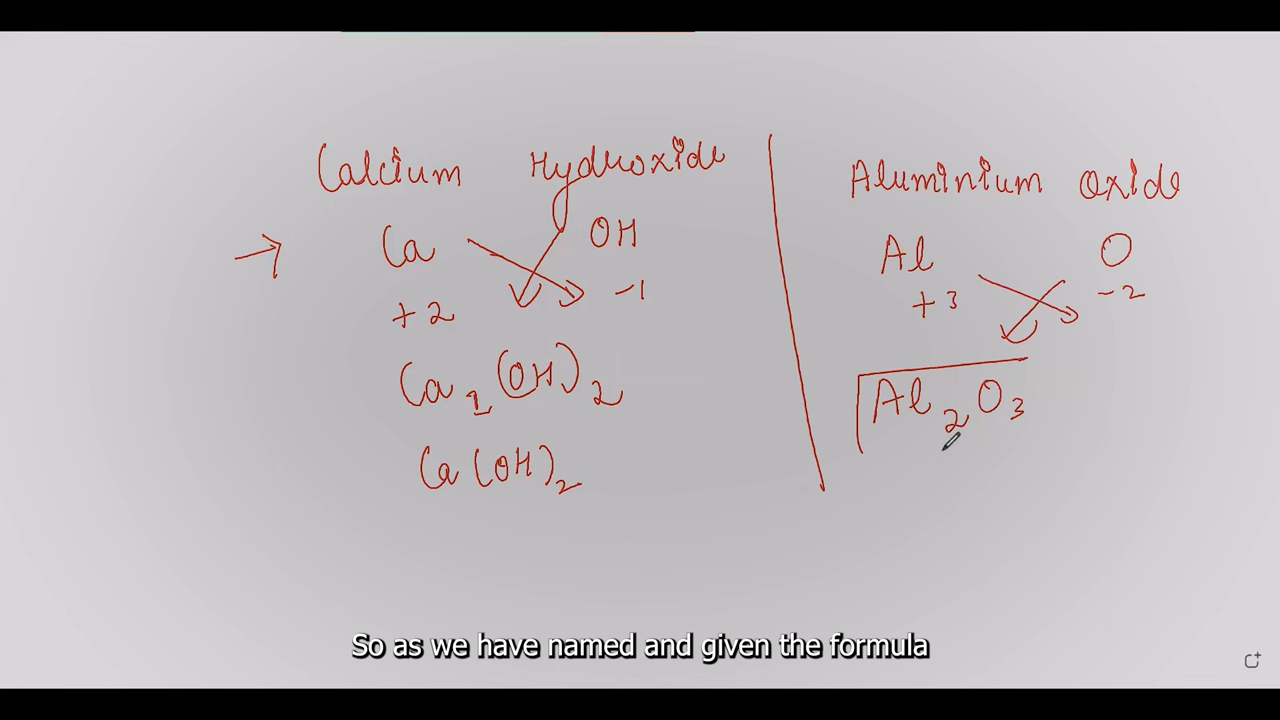 Calcium Hydroxide
Ca OH
+2 -1
Ca1(OH)2
Ca(OH)2
Aluminium Oxide
Al O
+3 -2
Al2O3
So as we have named and given the formula